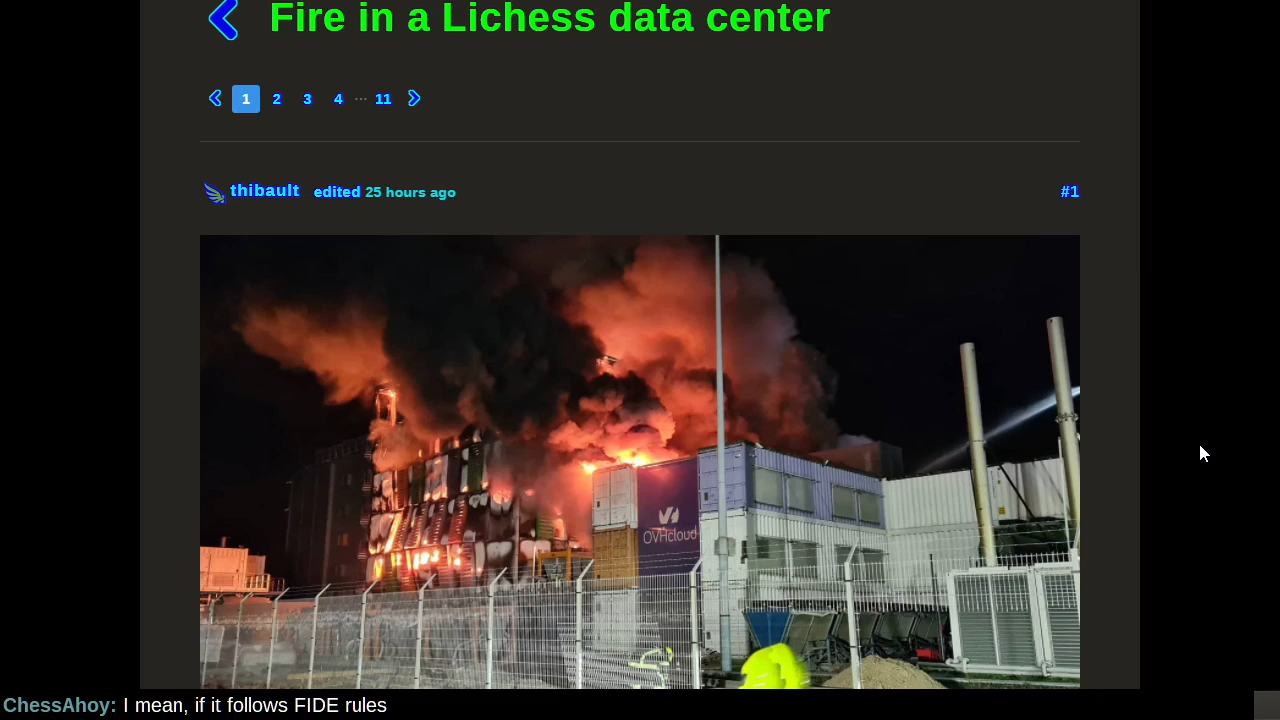 Fire in a Lichess data center
1 2 3 4 ... 11
thibault edited 25 hours ago #1
OVHcloud
ChessAhoy: I mean, if it follows FIDE rules